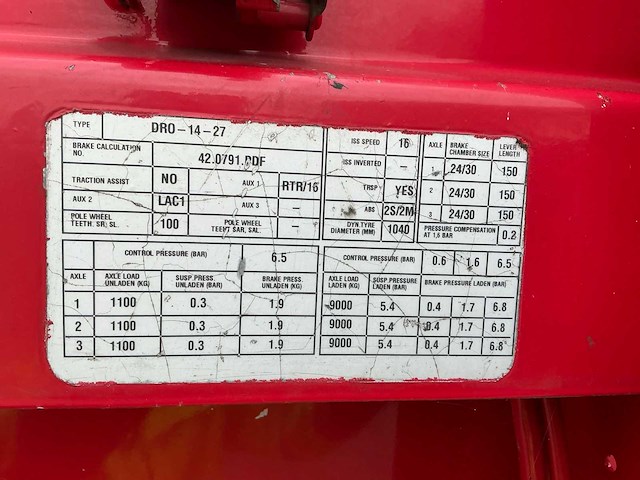 TYPE DRO-14-27 ISS SPEED 16 AXLE BRAKE CHAMBER SIZE LEVER LENGTH
BRAKE CALCULATION NO. 42.0791.PDF ISS INVERTED – 1 24/30 150
TRACTION ASSIST NO AUX 1 RTR/16 TRSP YES 2 24/30 150
AUX 2 LAC1 AUX 3 – ABS 2S/2M 3 24/30 150
POLE WHEEL TEETH. SR, SL. 100 POLE WHEEL TEEHT SAR, SAL. – DYN.TYRE DIAMETER (MM) 1040 PRESSURE COMPENSATION AT 1,6 BAR 0.2
CONTROL PRESSURE (BAR) 6.5 CONTROL PRESSURE (BAR) 0.6 1.6 6.5
AXLE AXLE LOAD UNLADEN (KG) SUSP.PRESS. UNLADEN (BAR) BRAKE PRESS. UNLADEN (KG) AXLE LOAD LADEN (KG) SUSP.PRESSURE LADEN (BAR) BRAKE PRESSURE LADEN (BAR)
1 1100 0.3 1.9 9000 5.4 0.4 1.7 6.8
2 1100 0.3 1.9 9000 5.4 0.4 1.7 6.8
3 1100 0.3 1.9 9000 5.4 0.4 1.7 6.8